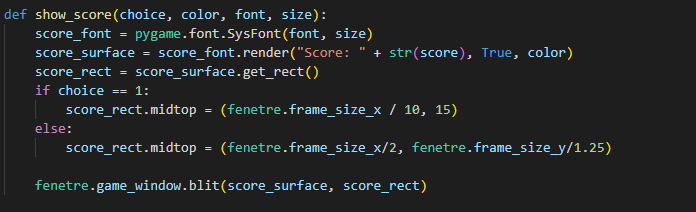 def show_score(choice, color, font, size):
    score_font = pygame.font.SysFont(font, size)
    score_surface = score_font.render("Score: " + str(score), True, color)
    score_rect = score_surface.get_rect()
    if choice == 1:
        score_rect.midtop = (fenetre.frame_size_x / 10, 15)
    else:
        score_rect.midtop = (fenetre.frame_size_x/2, fenetre.frame_size_y/1.25)

    fenetre.game_window.blit(score_surface, score_rect)